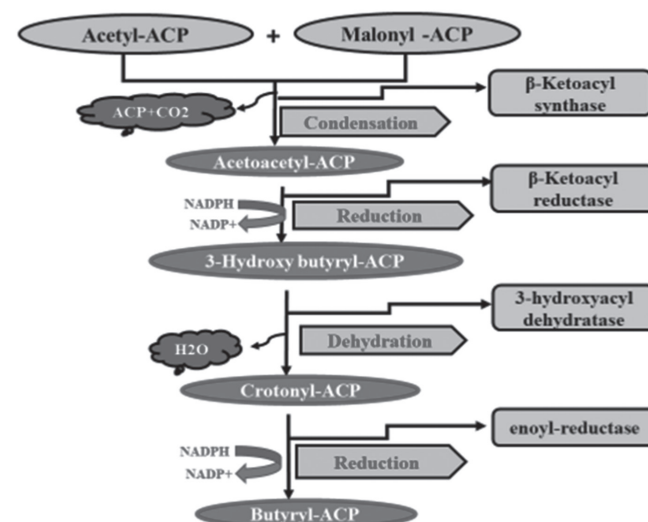 Acetyl-ACP + Malonyl -ACP
β-Ketoacyl
synthase
ACP+CO2
Condensation
Acetoacetyl-ACP
β-Ketoacyl
reductase
NADPH
NADP+
Reduction
3-Hydroxy butyryl-ACP
3-hydroxyacyl
dehydratase
H2O
Dehydration
Crotonyl-ACP
enoyl-reductase
NADPH
NADP+
Reduction
Butyryl-ACP